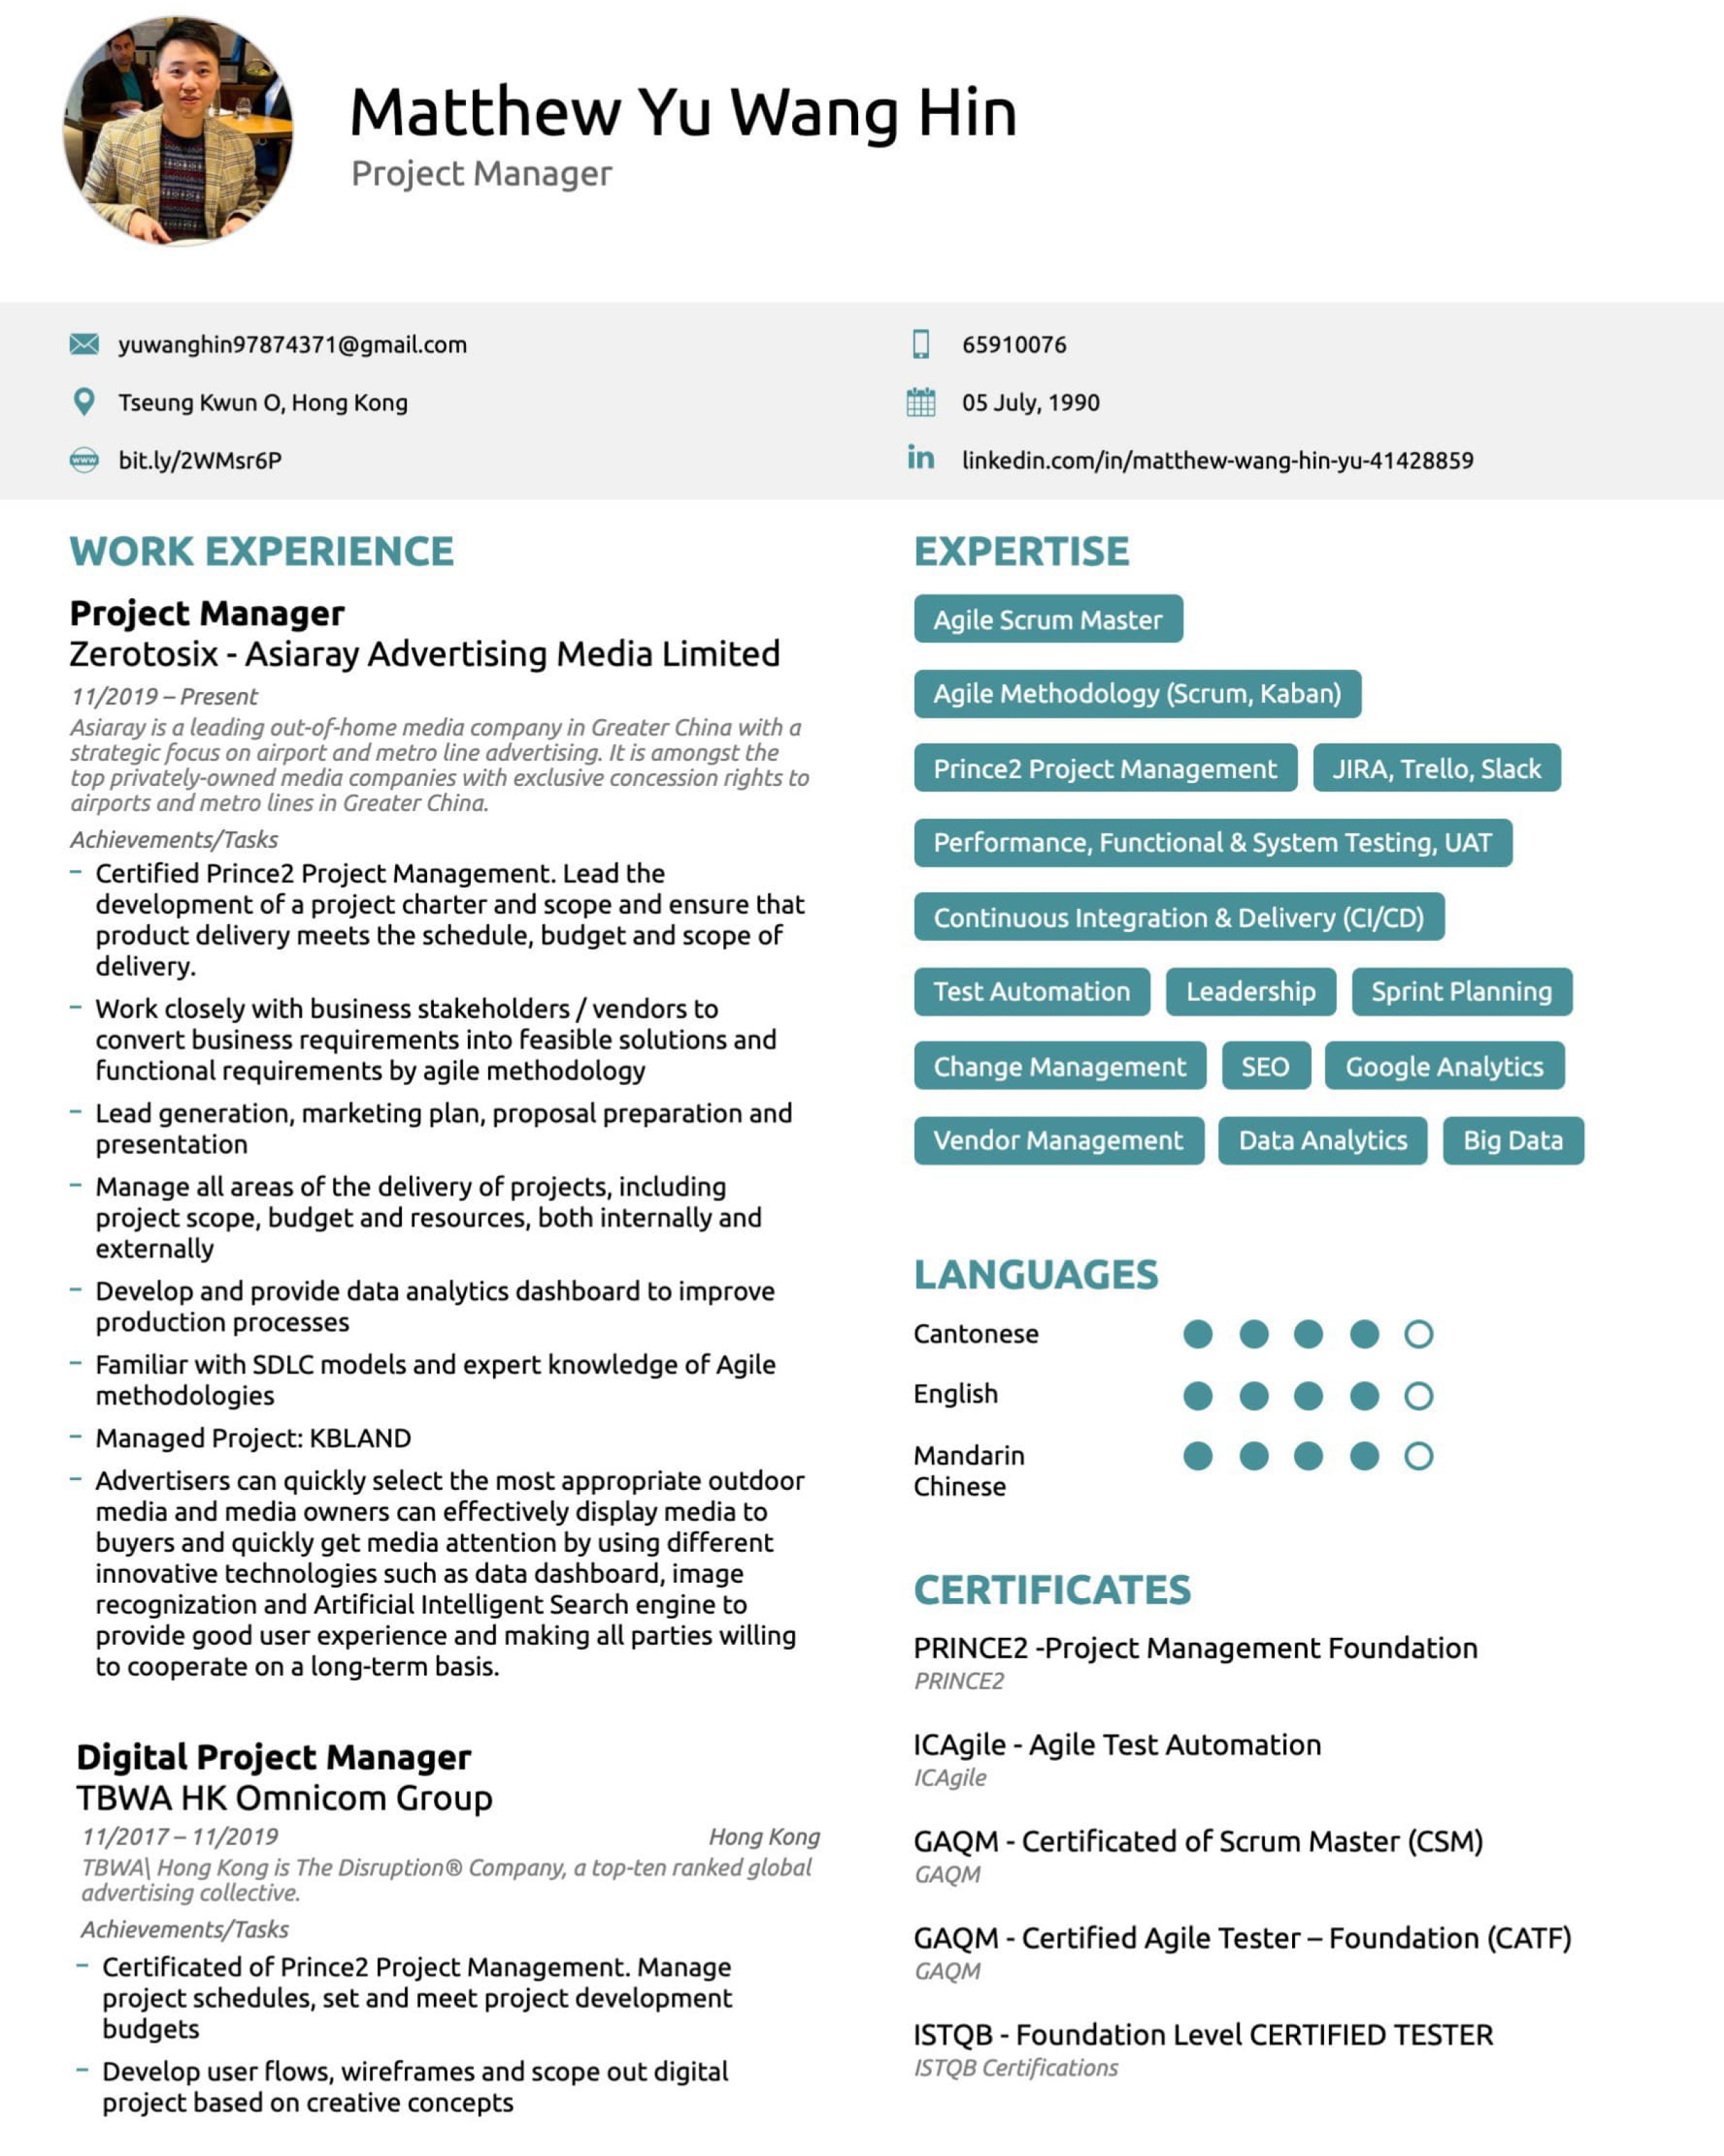 Matthew Yu Wang Hin
Project Manager
yuwanghin97874371@gmail.com
65910076
Tseung Kwun O, Hong Kong
05 July, 1990
www
bit.ly/2WMsr6P
in
linkedin.com/in/matthew-wang-hin-yu-41428859
WORK EXPERIENCE
Project Manager
Zerotosix - Asiaray Advertising Media Limited
11/2019 – Present
Asiaray is a leading out-of-home media company in Greater China with a
strategic focus on airport and metro line advertising. It is amongst the
top privately-owned media companies with exclusive concession rights to
airports and metro lines in Greater China.
Achievements/Tasks
– Certified Prince2 Project Management. Lead the
development of a project charter and scope and ensure that
product delivery meets the schedule, budget and scope of
delivery.
– Work closely with business stakeholders / vendors to
convert business requirements into feasible solutions and
functional requirements by agile methodology
– Lead generation, marketing plan, proposal preparation and
presentation
– Manage all areas of the delivery of projects, including
project scope, budget and resources, both internally and
externally
– Develop and provide data analytics dashboard to improve
production processes
– Familiar with SDLC models and expert knowledge of Agile
methodologies
– Managed Project: KBLAND
– Advertisers can quickly select the most appropriate outdoor
media and media owners can effectively display media to
buyers and quickly get media attention by using different
innovative technologies such as data dashboard, image
recognization and Artificial Intelligent Search engine to
provide good user experience and making all parties willing
to cooperate on a long-term basis.
Digital Project Manager
TBWA HK Omnicom Group
11/2017 – 11/2019
Hong Kong
TBWA\ Hong Kong is The Disruption® Company, a top-ten ranked global
advertising collective.
Achievements/Tasks
– Certificated of Prince2 Project Management. Manage
project schedules, set and meet project development
budgets
– Develop user flows, wireframes and scope out digital
project based on creative concepts
EXPERTISE
Agile Scrum Master
Agile Methodology (Scrum, Kaban)
Prince2 Project Management
JIRA, Trello, Slack
Performance, Functional & System Testing, UAT
Continuous Integration & Delivery (CI/CD)
Test Automation
Leadership
Sprint Planning
Change Management
SEO
Google Analytics
Vendor Management
Data Analytics
Big Data
LANGUAGES
Cantonese
English
Mandarin
Chinese
CERTIFICATES
PRINCE2 -Project Management Foundation
PRINCE2
ICAgile - Agile Test Automation
ICAgile
GAQM - Certificated of Scrum Master (CSM)
GAQM
GAQM - Certified Agile Tester – Foundation (CATF)
GAQM
ISTQB - Foundation Level CERTIFIED TESTER
ISTQB Certifications